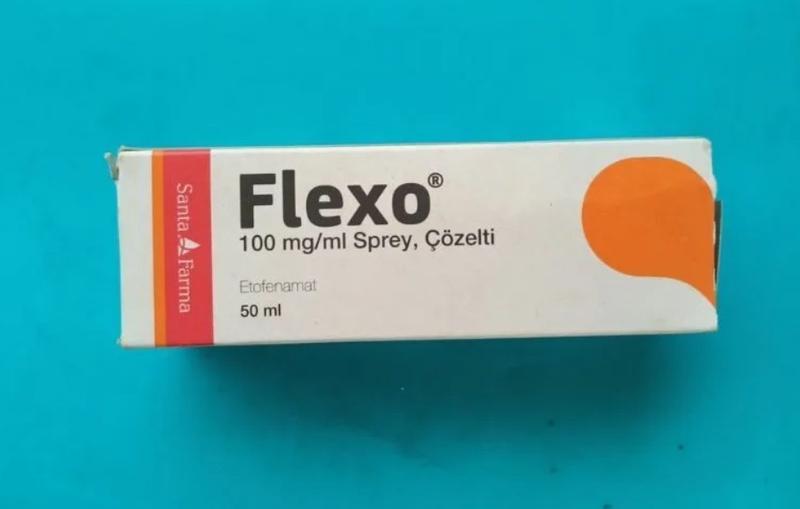 Santa Farma
Flexo®
100 mg/ml Sprey, Çözelti
Etofenamat
50 ml